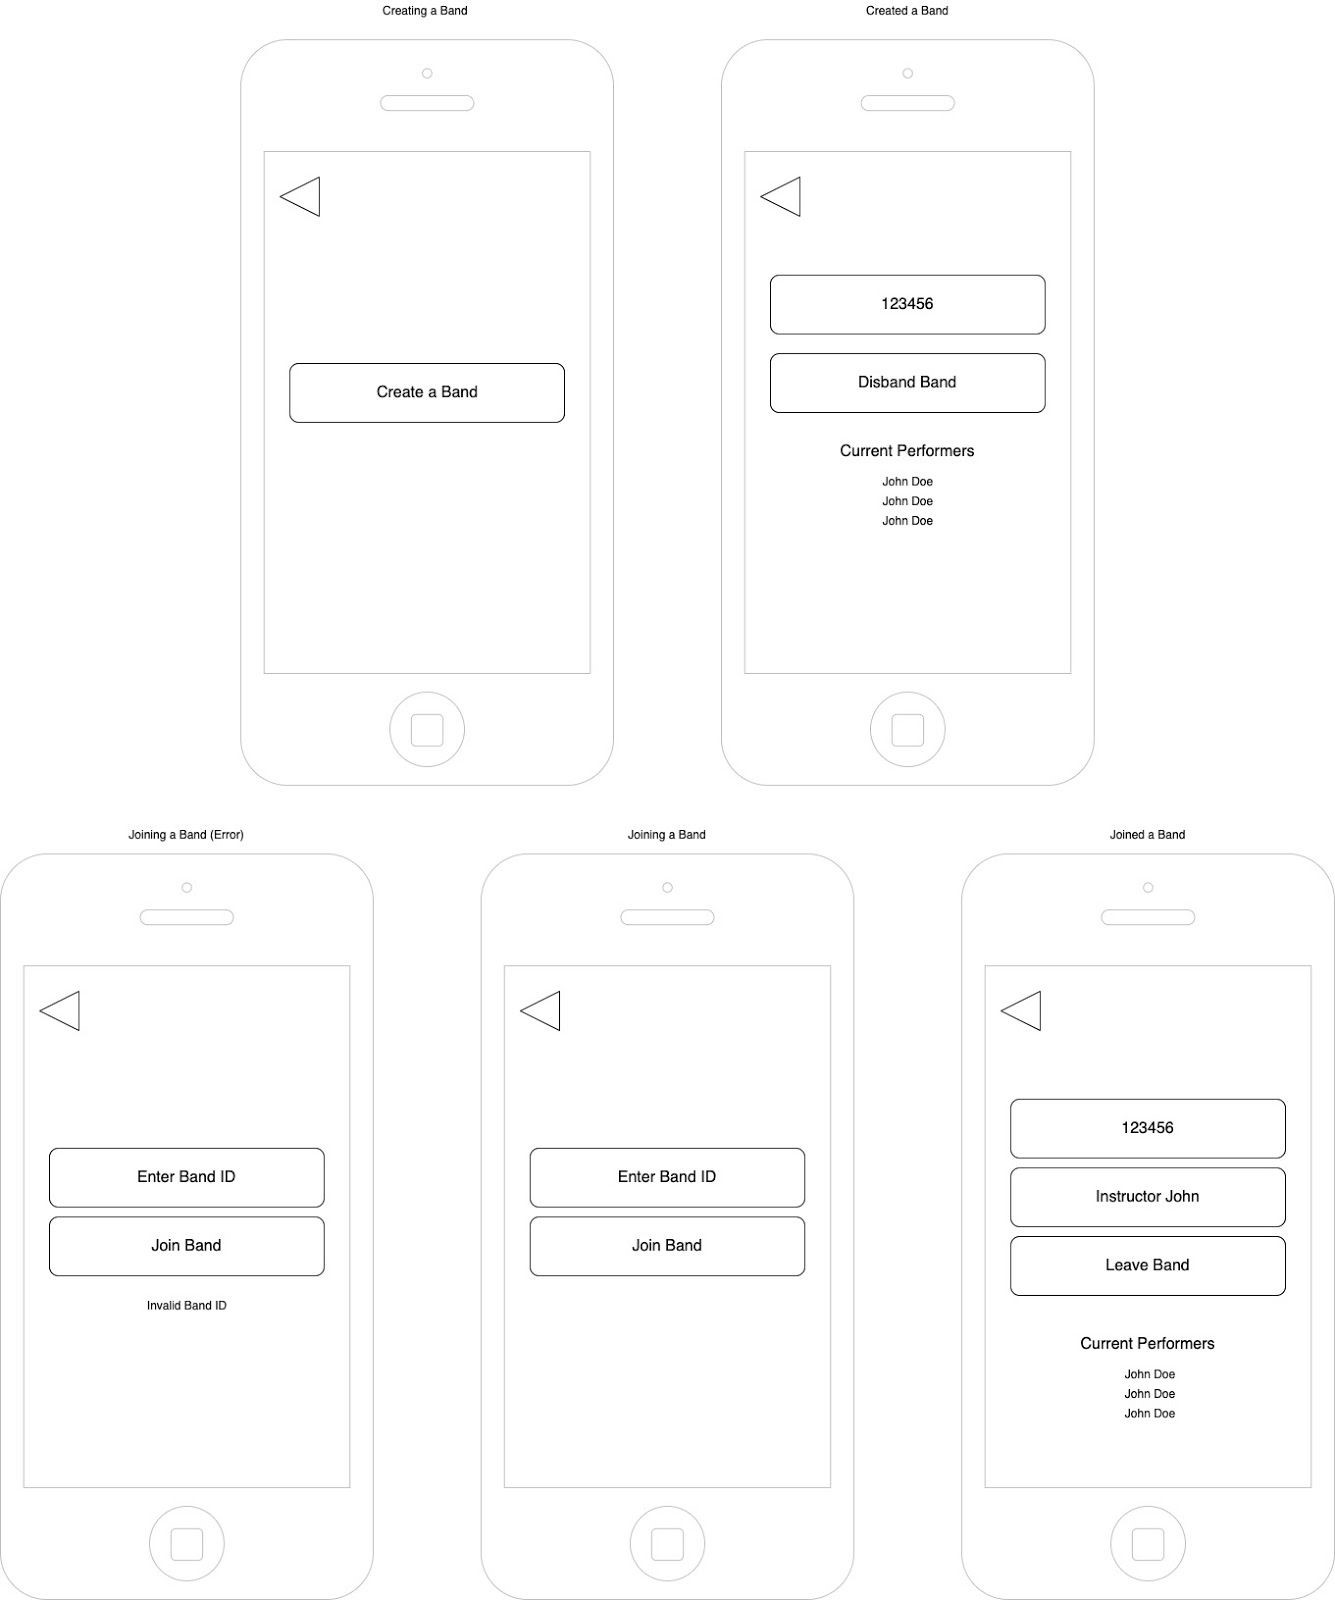 Creating a Band
Created a Band
Create a Band
123456
Disband Band
Current Performers
John Doe
John Doe
John Doe
Joining a Band (Error)
Joining a Band
Joined a Band
Enter Band ID
Join Band
Invalid Band ID
Enter Band ID
Join Band
123456
Instructor John
Leave Band
Current Performers
John Doe
John Doe
John Doe